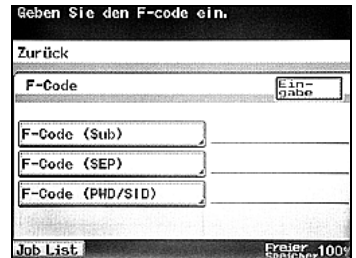 Geben Sie den F-code ein.
Zurück
F-Code
Ein-
gabe
F-Code (Sub)
F-Code (SEP)
F-Code (PWD/SID)
Job List
Freier
Speicher 100%